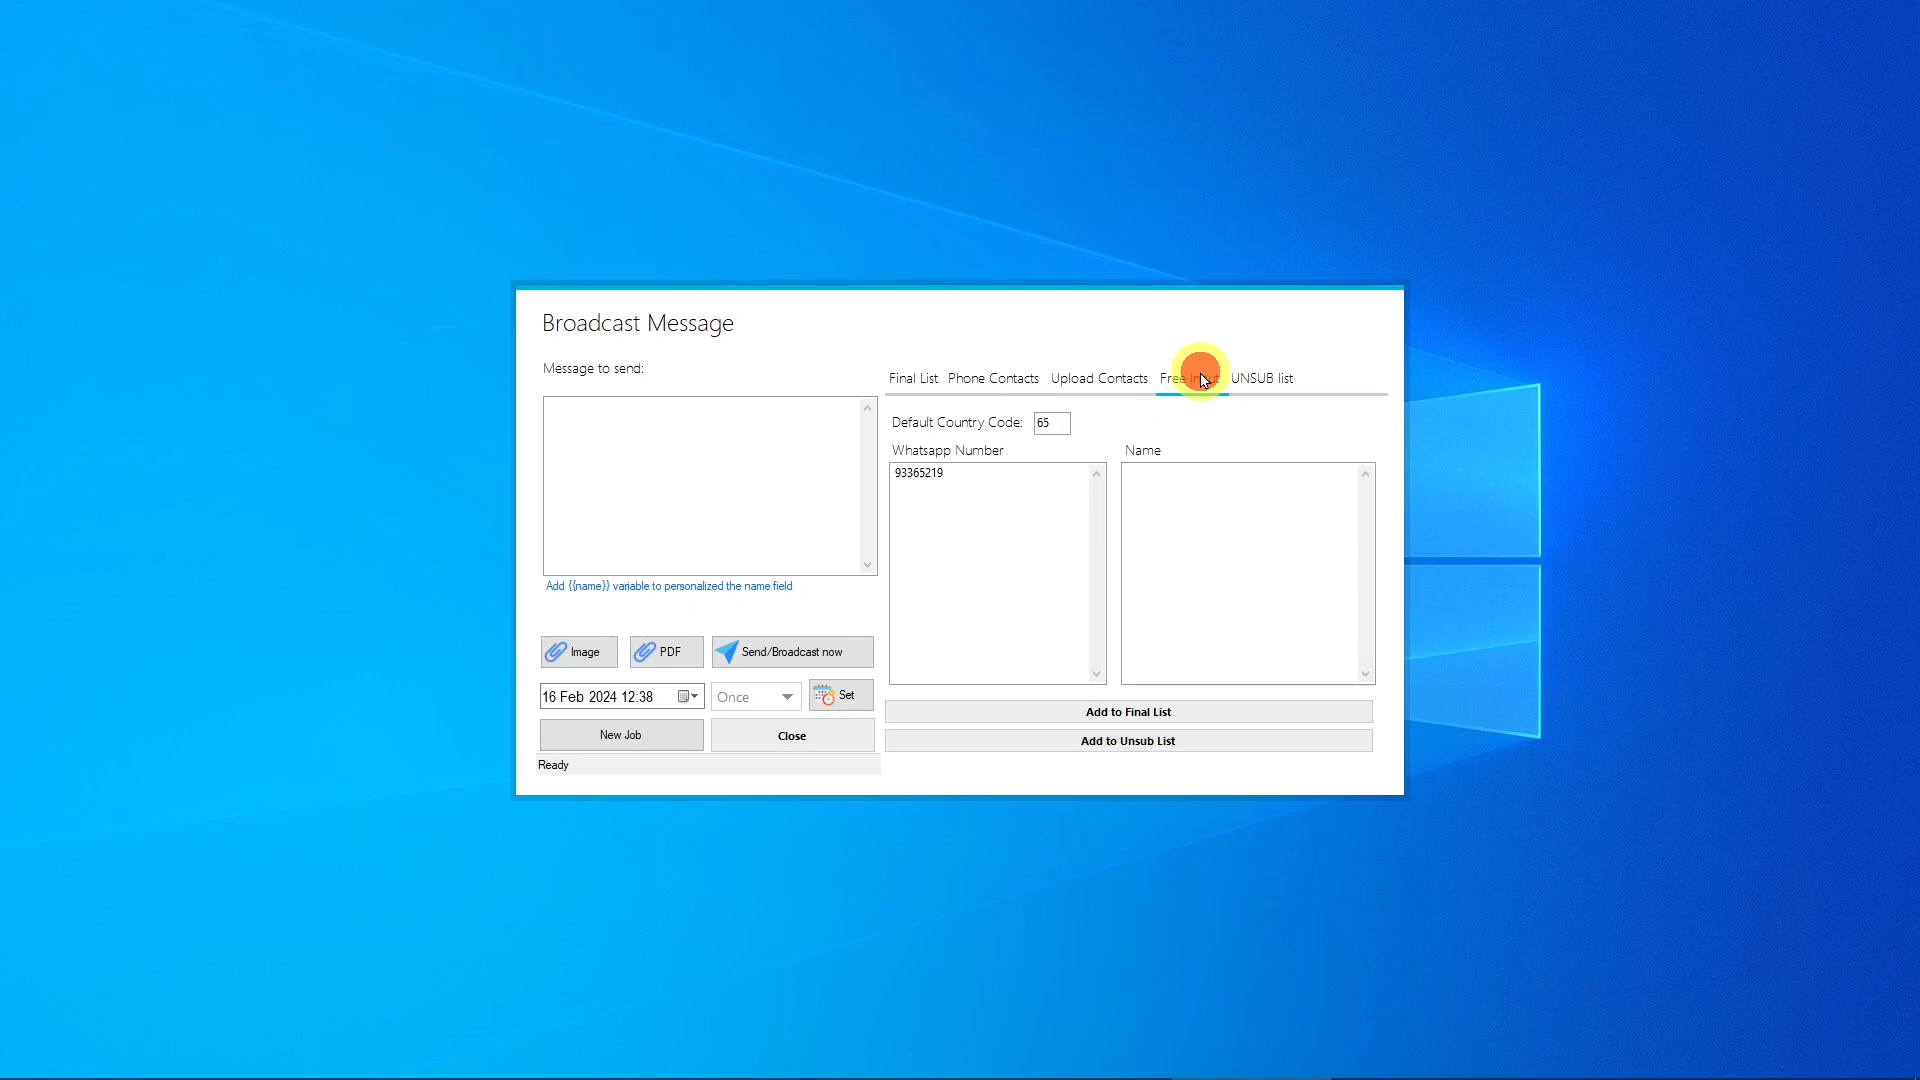 Broadcast Message
Message to send:
Final List Phone Contacts Upload Contacts Free Input UNSUB list
Default Country Code: 65
Whatsapp Number Name
93365219
Add {{name}} variable to personalized the name field
Image PDF Send/Broadcast now
16 Feb 2024 12:38 Once Set
Add to Final List
New Job Close
Add to Unsub List
Ready